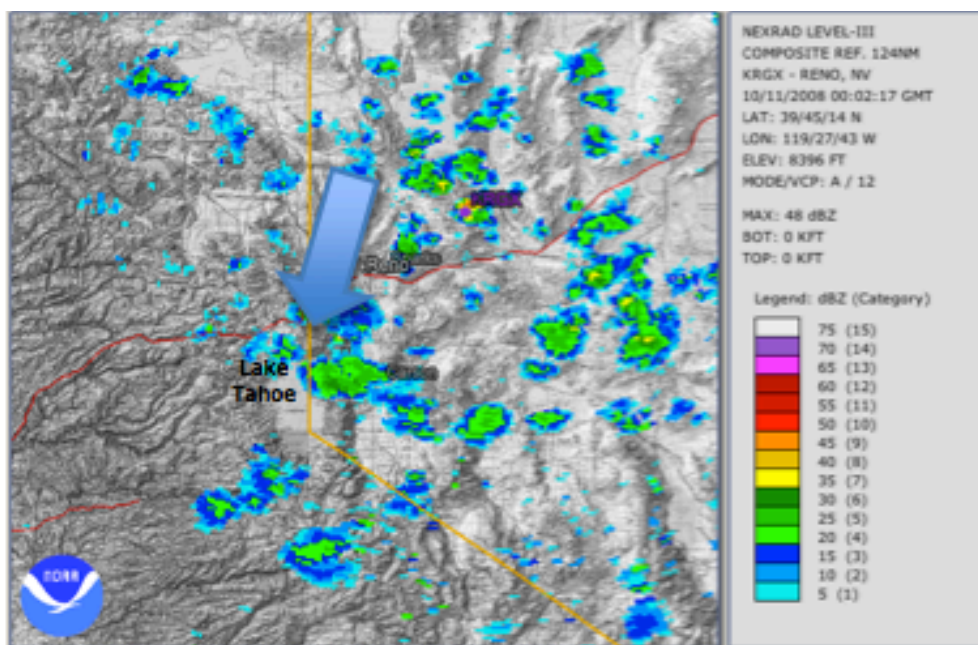 NEXRAD LEVEL-III
COMPOSITE REF. 124NM
KRGX - RENO, NV
10/11/2008 00:02:17 GMT
LAT: 39/45/14 N
LON: 119/27/43 W
ELEV: 8396 FT
MODE/VCP: A / 12
MAX: 48 dBZ
BOT: 0 KFT
TOP: 0 KFT
Legend: dBZ (Category)
75 (15)
70 (14)
65 (13)
60 (12)
55 (11)
50 (10)
45 (9)
40 (8)
35 (7)
30 (6)
25 (5)
20 (4)
15 (3)
10 (2)
5 (1)
KRGX
Reno
Lake
Tahoe
NOAA